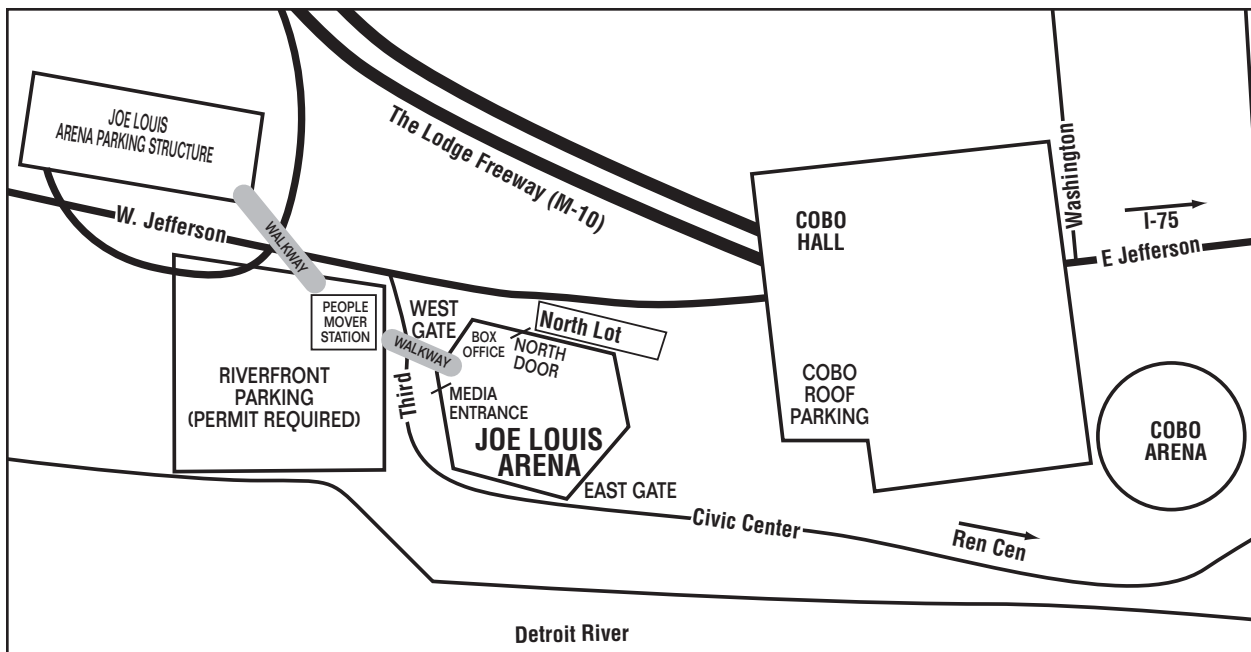 JOE LOUIS
ARENA PARKING STRUCTURE
W. Jefferson
WALKWAY
The Lodge Freeway (M-10)
Washington
I-75
E Jefferson
COBO
HALL
COBO
ROOF
PARKING
COBO
ARENA
PEOPLE
MOVER
STATION
RIVERFRONT
PARKING
(PERMIT REQUIRED)
WEST
GATE
WALKWAY
Third
BOX
OFFICE
NORTH
DOOR
North Lot
MEDIA
ENTRANCE
JOE LOUIS
ARENA
EAST GATE
Civic Center
Ren Cen
Detroit River